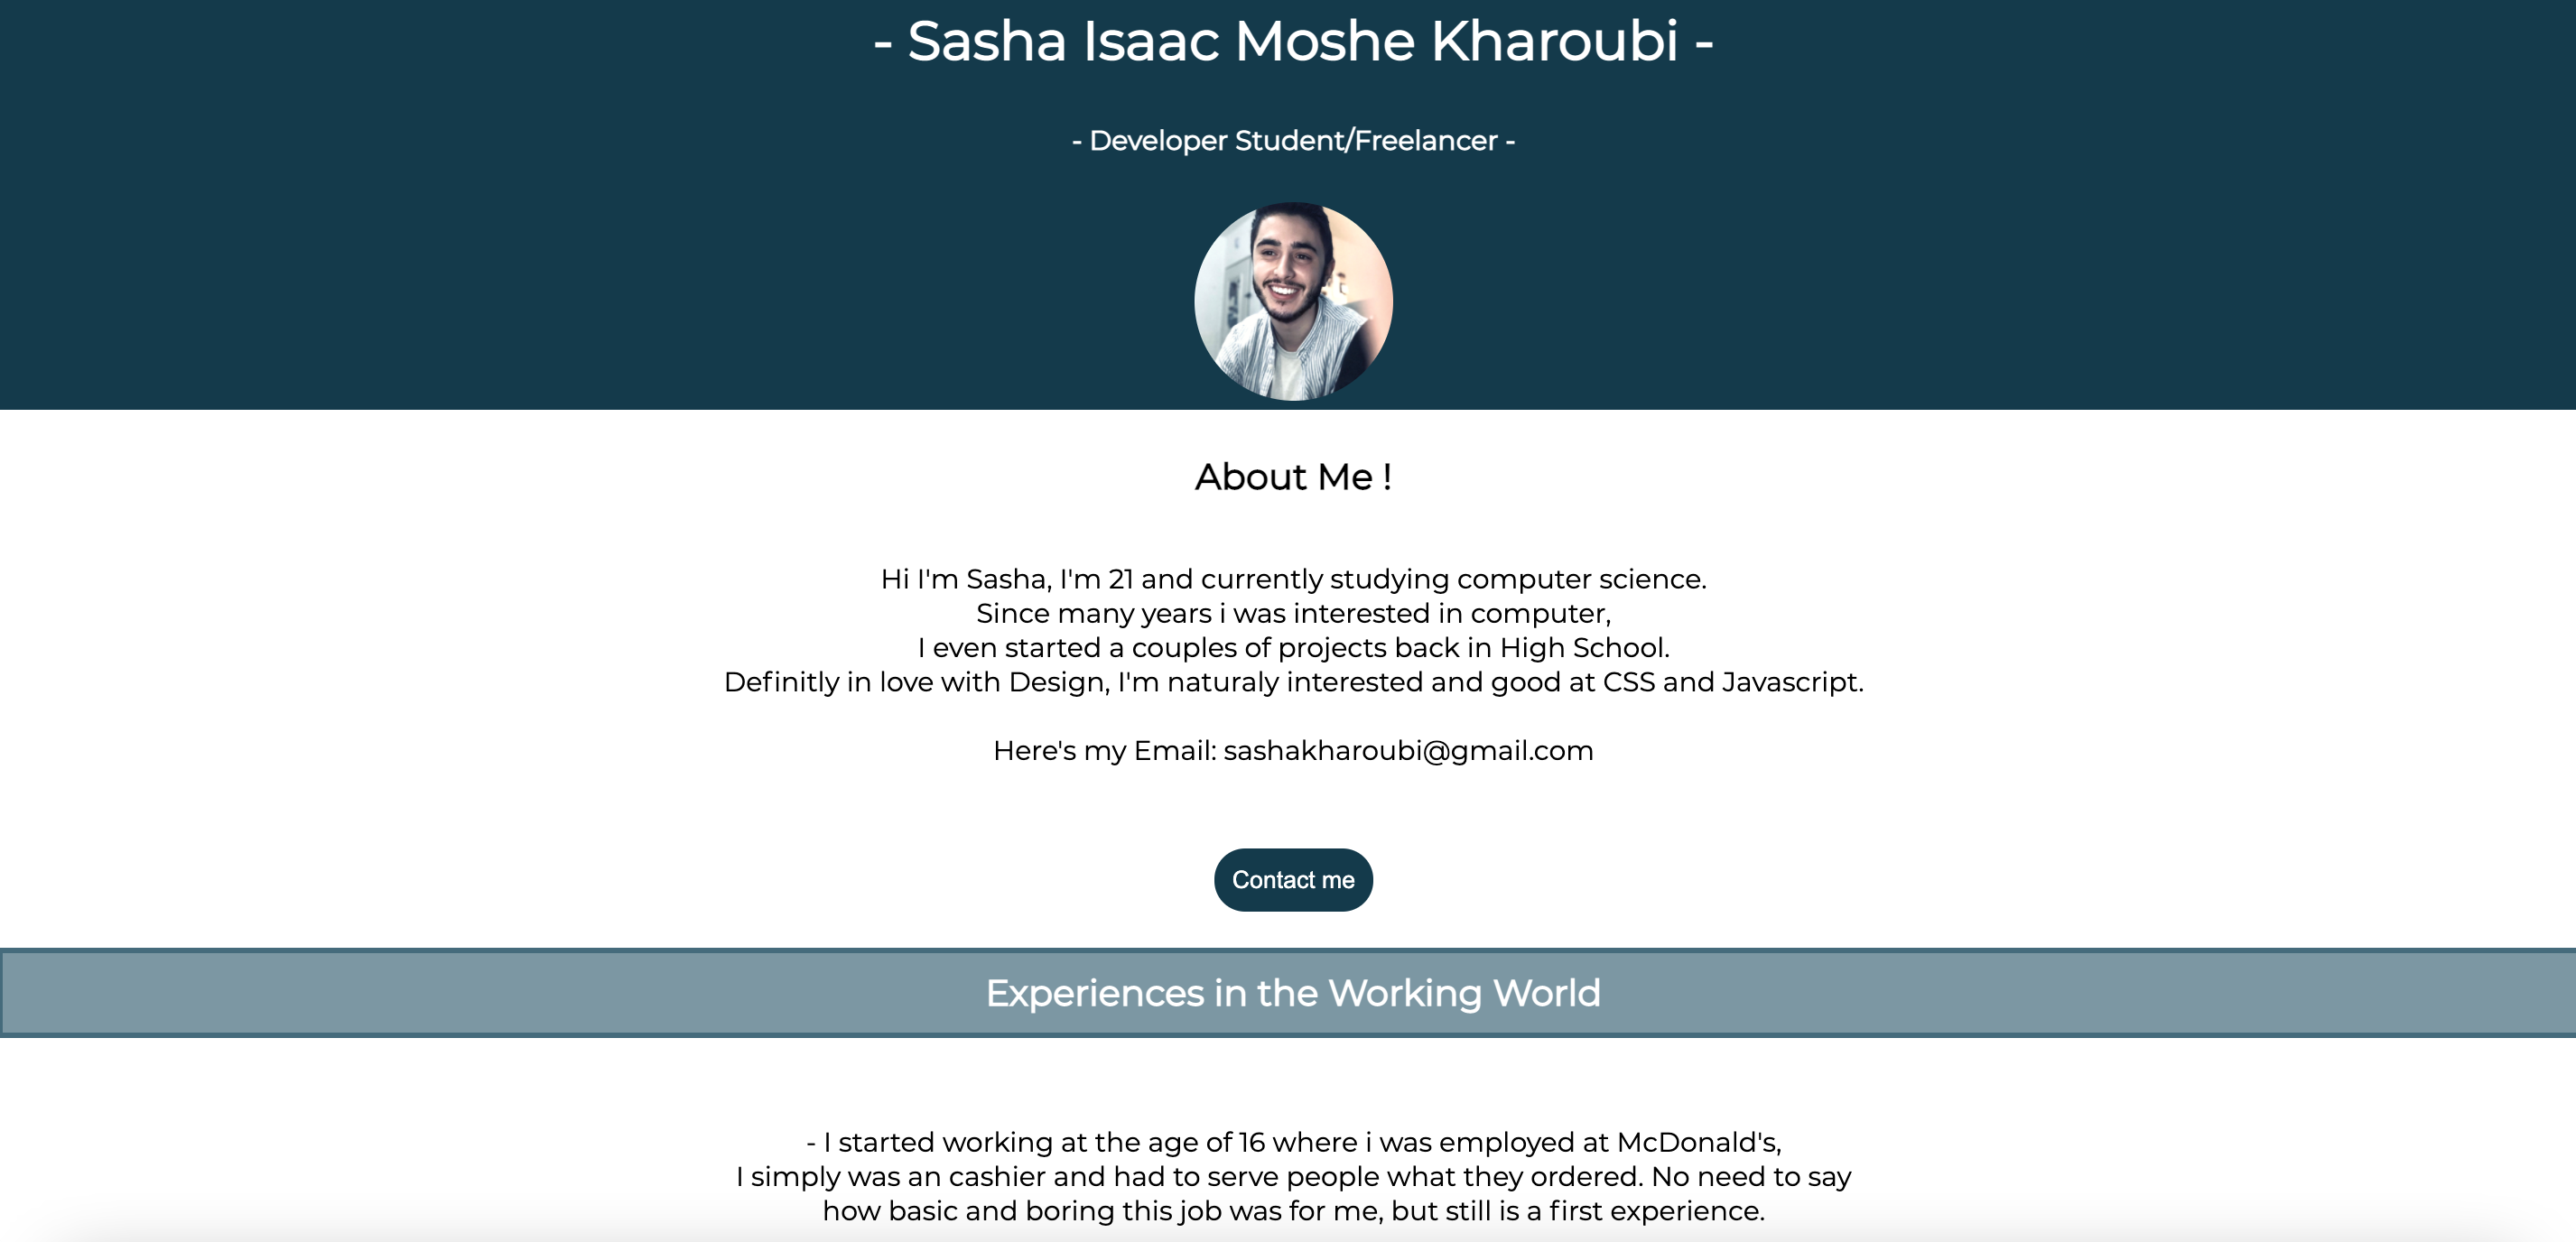 - Sasha Isaac Moshe Kharoubi -
- Developer Student/Freelancer -
About Me !
Hi I'm Sasha, I'm 21 and currently studying computer science.
Since many years i was interested in computer,
I even started a couples of projects back in High School.
Definitly in love with Design, I'm naturaly interested and good at CSS and Javascript.
Here's my Email: sashakharoubi@gmail.com
Contact me
Experiences in the Working World
- I started working at the age of 16 where i was employed at McDonald's,
I simply was an cashier and had to serve people what they ordered. No need to say
how basic and boring this job was for me, but still is a first experience.